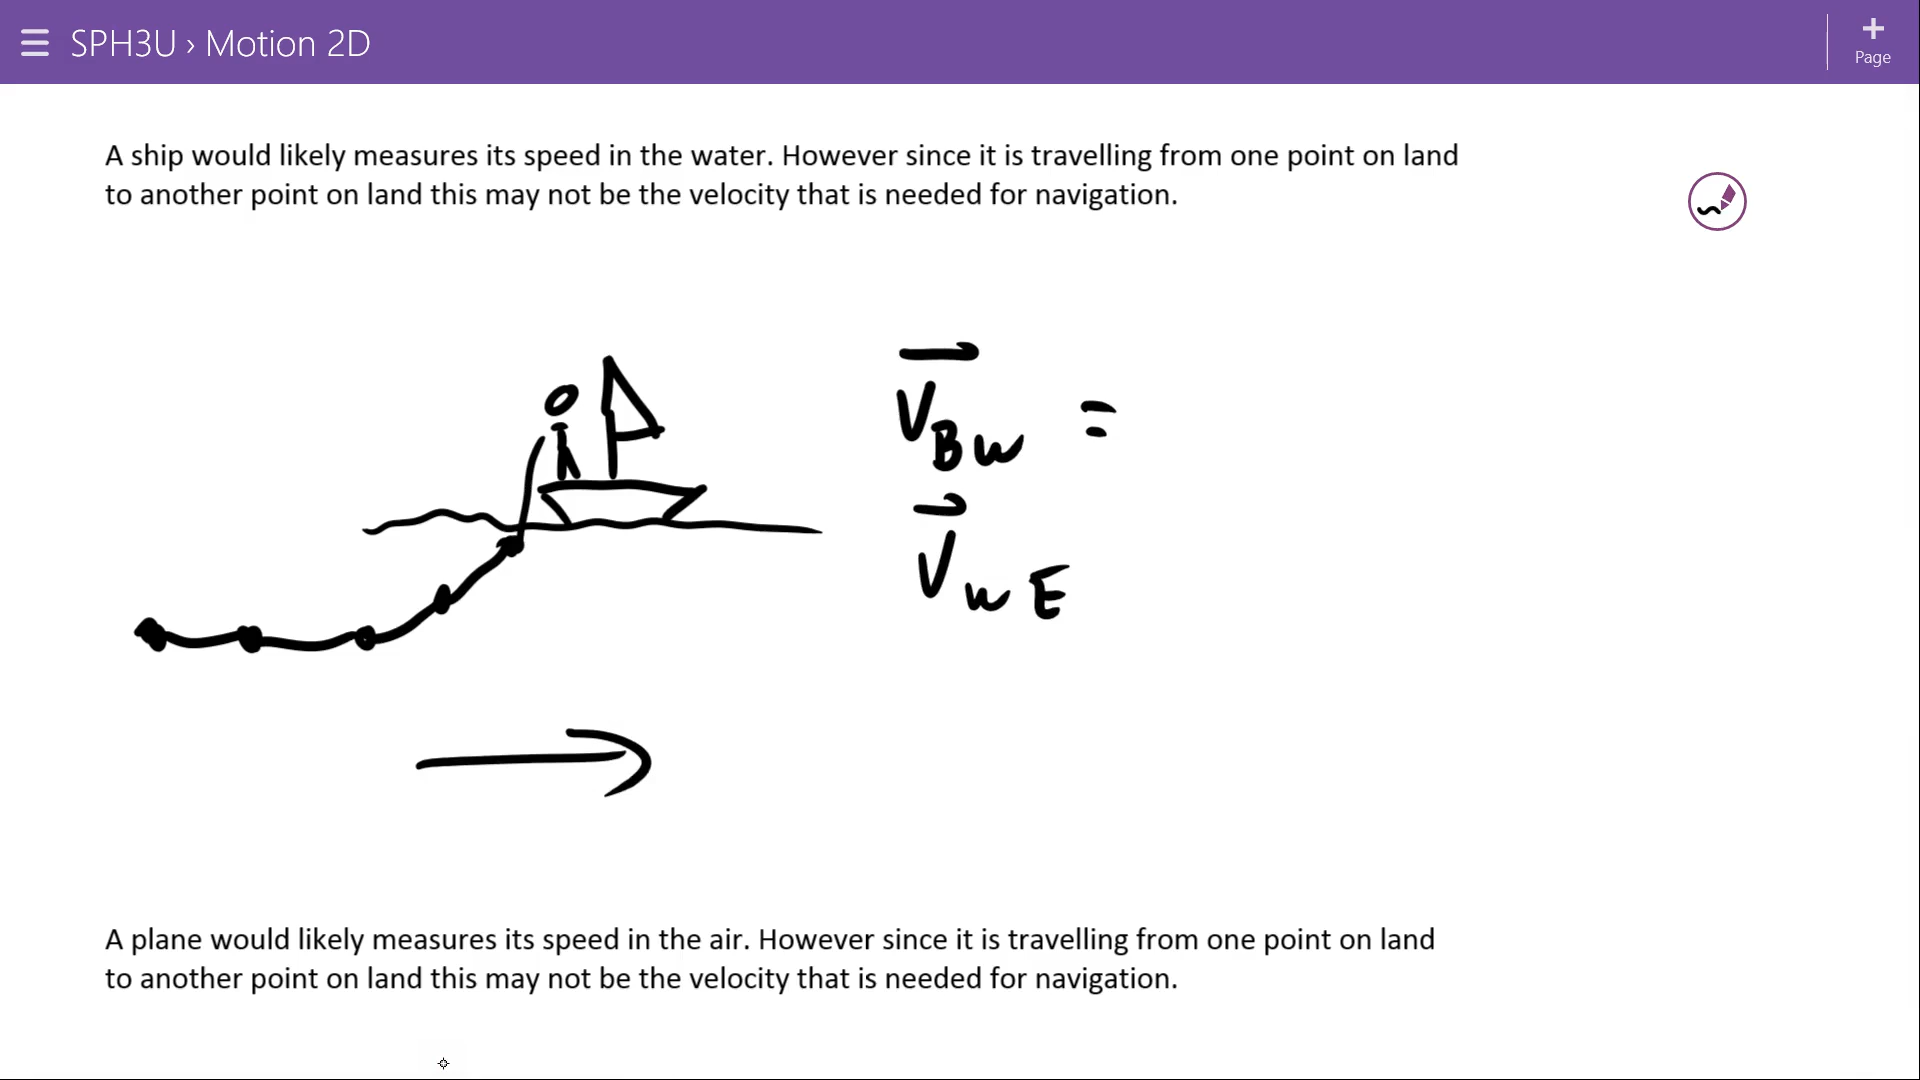 SPH3U › Motion 2D
+
Page
A ship would likely measures its speed in the water. However since it is travelling from one point on land
to another point on land this may not be the velocity that is needed for navigation.
V⃗BW =
V⃗WE
A plane would likely measures its speed in the air. However since it is travelling from one point on land
to another point on land this may not be the velocity that is needed for navigation.